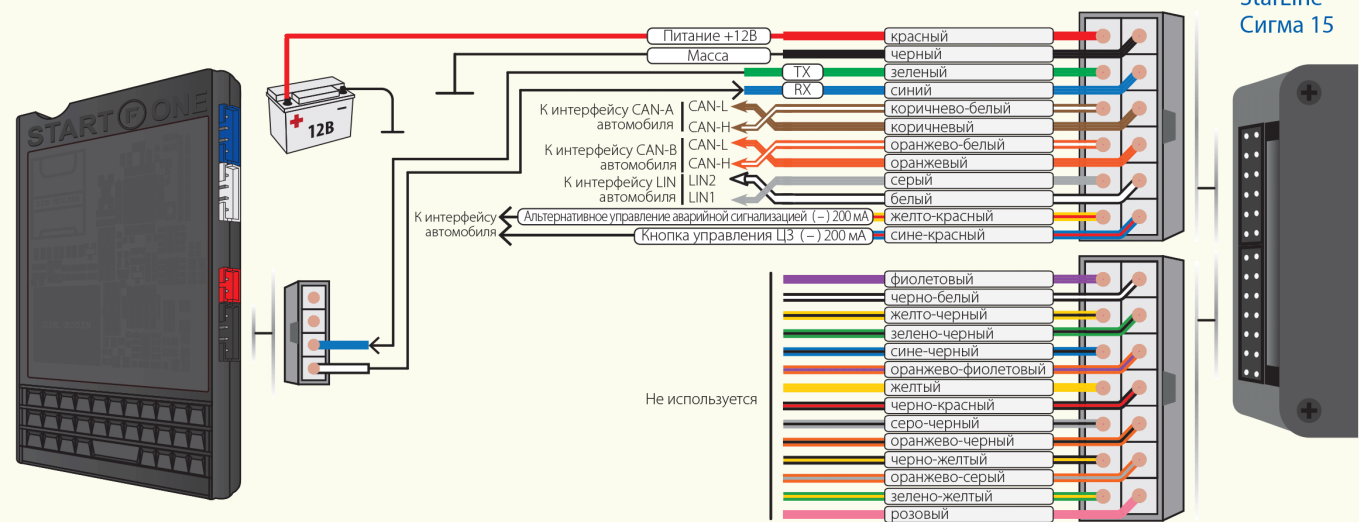 StarLine
Сигма 15
Питание +12В
красный
Масса
черный
TX
зеленый
RX
синий
К интерфейсу CAN-A
автомобиля
CAN-L
коричнево-белый
CAN-H
коричневый
К интерфейсу CAN-B
автомобиля
CAN-L
оранжево-белый
CAN-H
оранжевый
К интерфейсу LIN
автомобиля
LIN2
серый
LIN1
белый
К интерфейсу
автомобиля
Альтернативное управление аварийной сигнализацией (–) 200 мА
желто-красный
Кнопка управления ЦЗ (–) 200 мА
сине-красный
START F ONE
12В
Не используется
фиолетовый
черно-белый
желто-черный
зелено-черный
сине-черный
оранжево-фиолетовый
желтый
черно-красный
серо-черный
оранжево-черный
черно-желтый
оранжево-серый
зелено-желтый
розовый